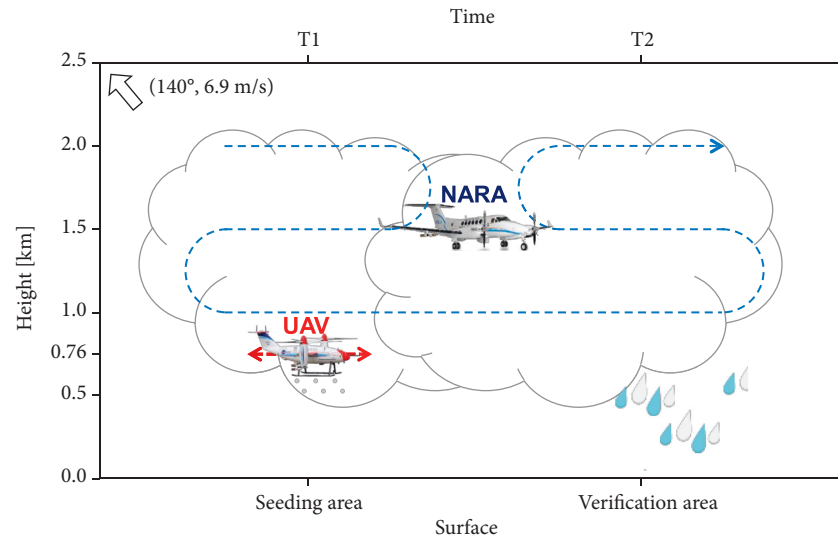 Time
T1 T2
2.5
(140°, 6.9 m/s)
2.0
NARA
1.5
Height [km]
1.0
UAV
0.76
0.5
0.0
Seeding area Verification area
Surface